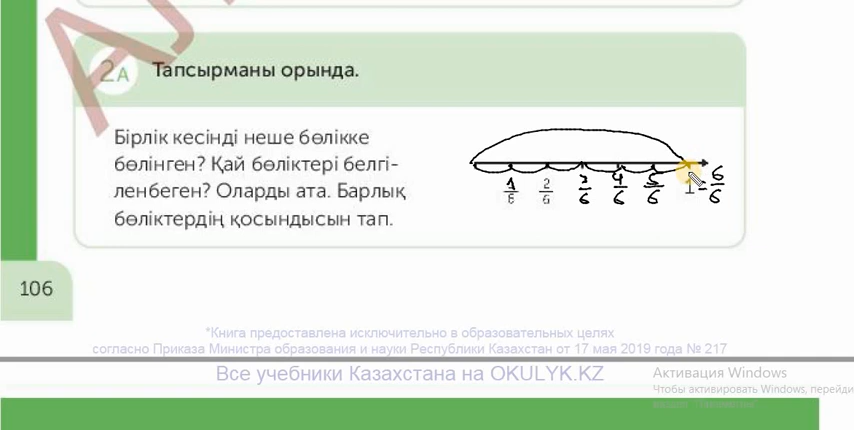 2А Тапсырманы орында.
Бірлік кесінді неше бөлікке
бөлінген? Қай бөліктері белгі-
ленбеген? Оларды ата. Барлық
бөліктердің қосындысын тап.
1/6 2/6 3/6 4/6 5/6 1=6/6
106
*Книга предоставлена исключительно в образовательных целях
согласно Приказа Министра образования и науки Республики Казахстан от 17 мая 2019 года № 217
Все учебники Казахстана на OKULYK.KZ
Активация Windows
Чтобы активировать Windows, перейди